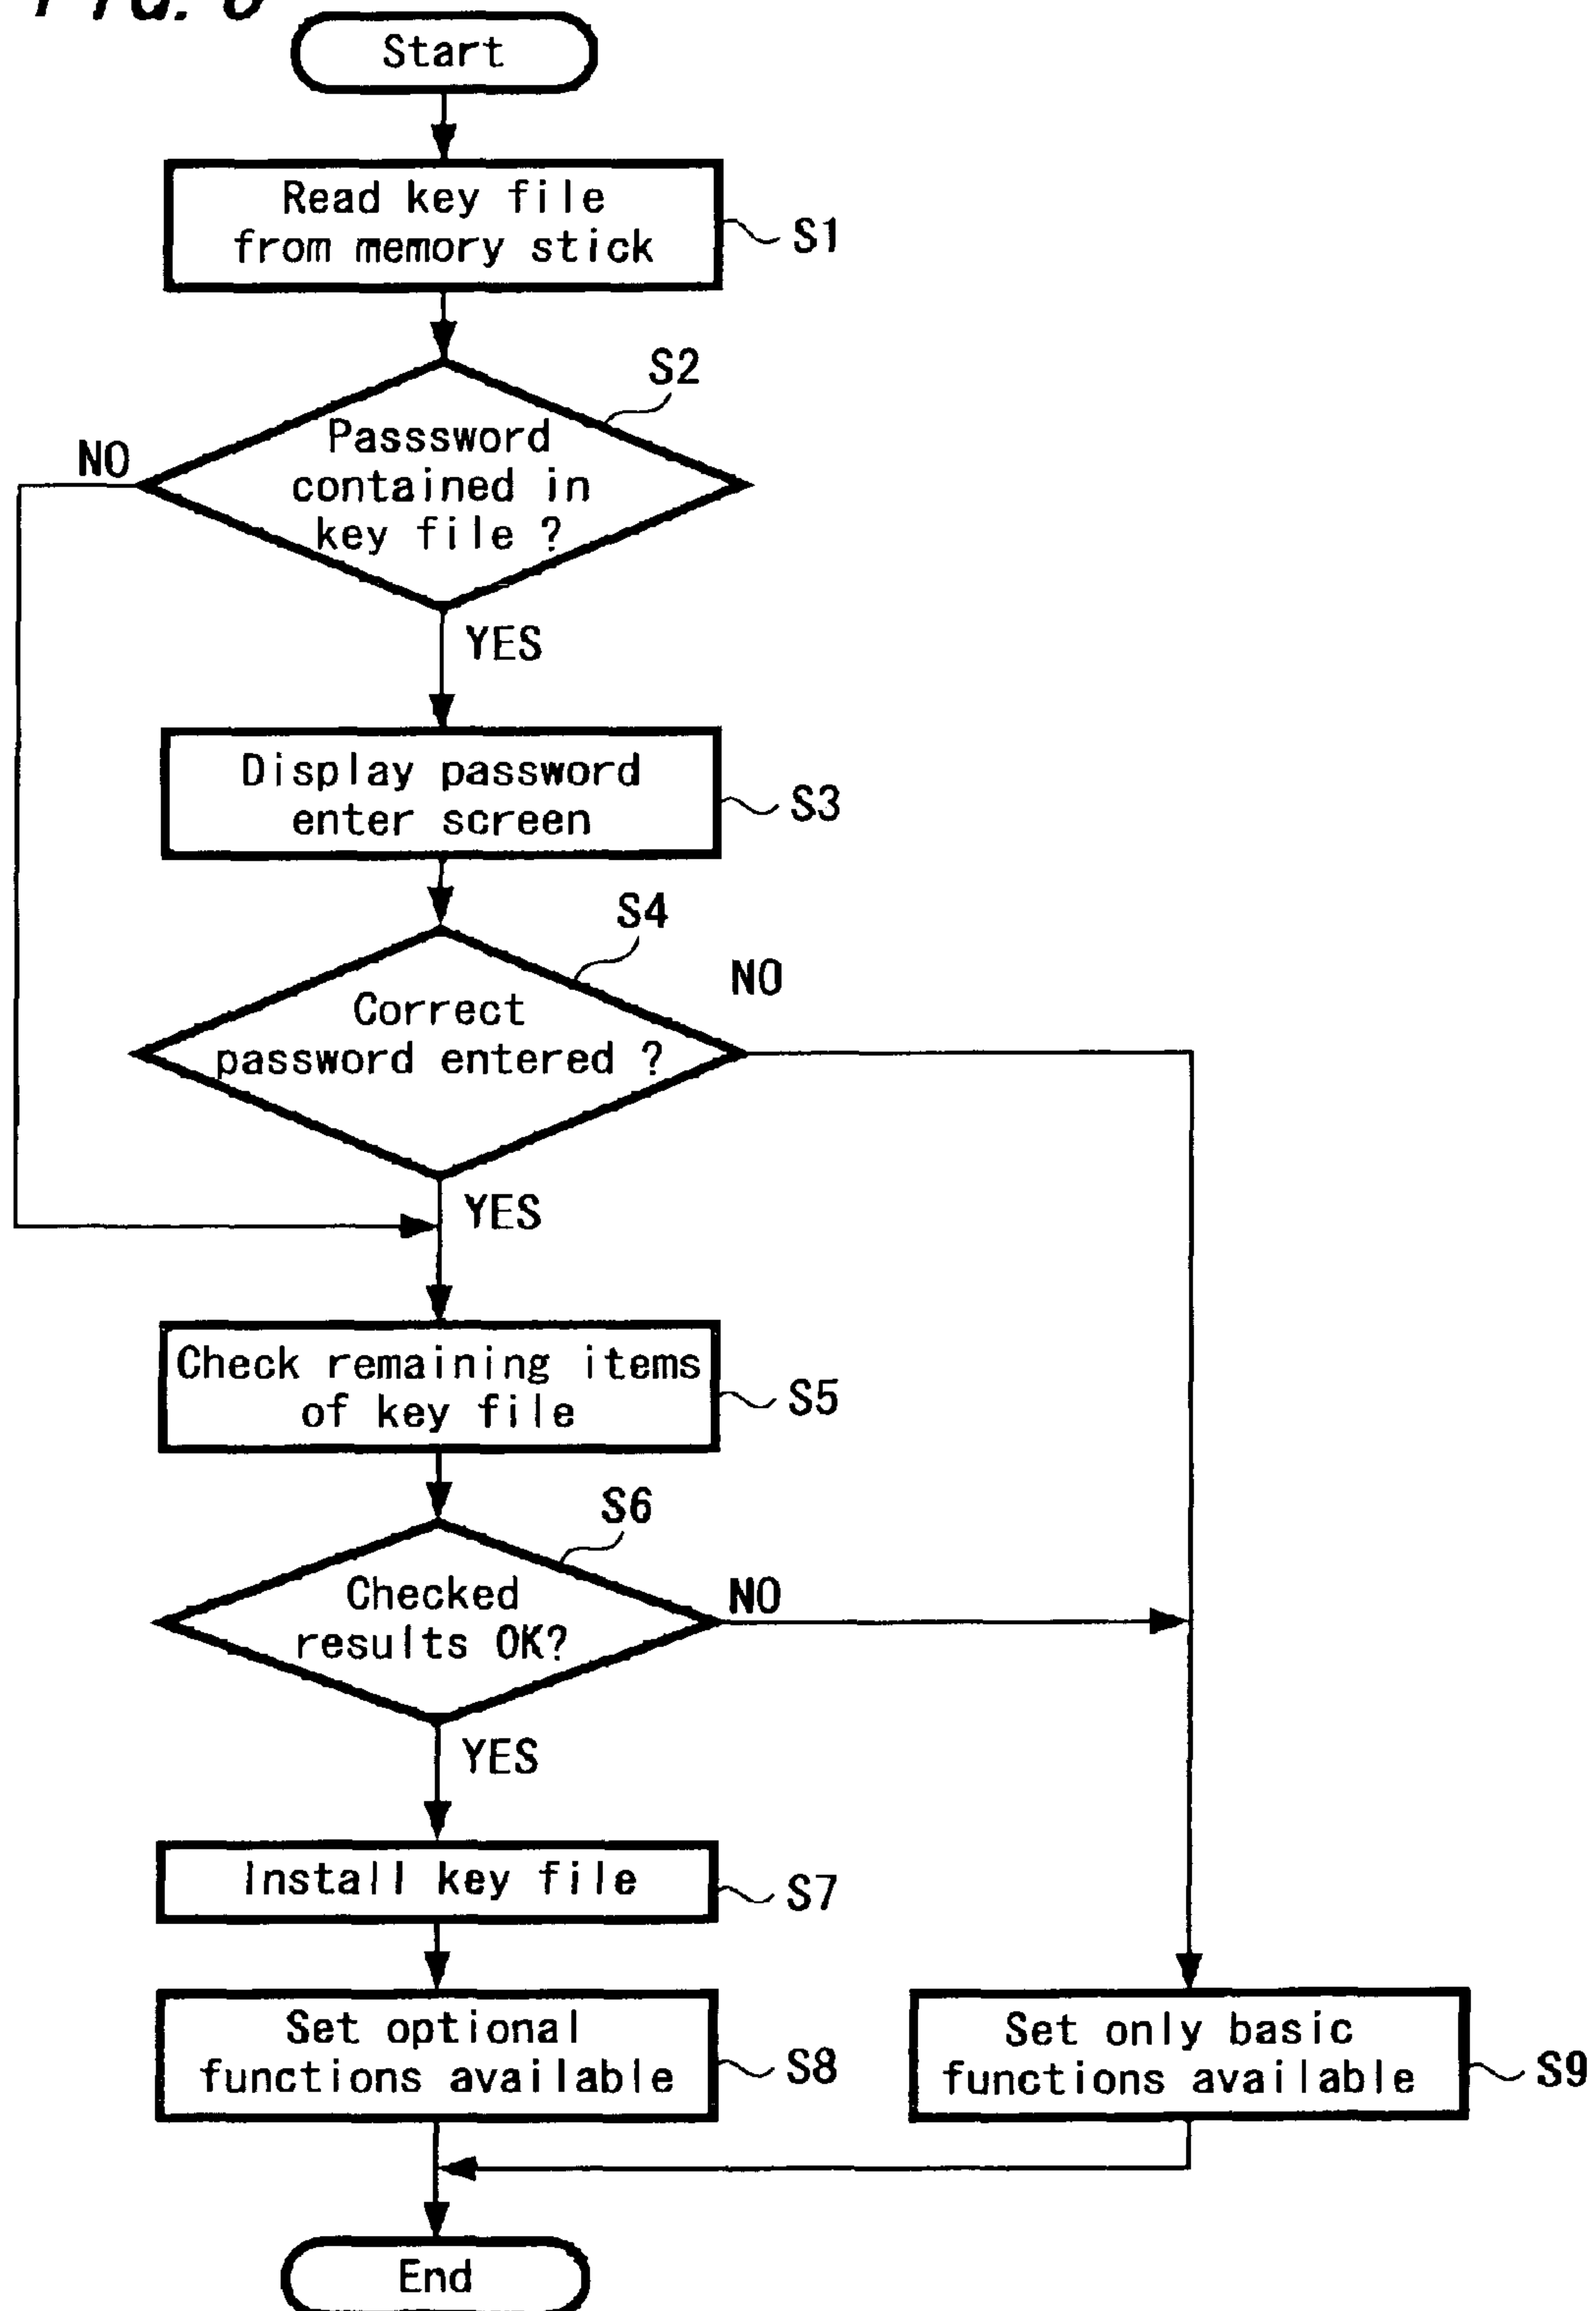 Start
Read key file
from memory stick
S1
S2
Passsword
contained in
key file ?
NO
YES
Display password
enter screen
S3
S4
NO
Correct
password entered ?
YES
Check remaining items
of key file
S5
S6
Checked
results OK?
NO
YES
Install key file
S7
Set optional
functions available
S8
Set only basic
functions available
S9
End